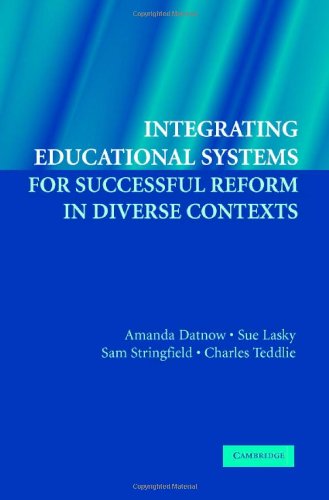 INTEGRATING
EDUCATIONAL SYSTEMS
FOR SUCCESSFUL REFORM
IN DIVERSE CONTEXTS
Amanda Datnow • Sue Lasky
Sam Stringfield • Charles Teddlie
CAMBRIDGE